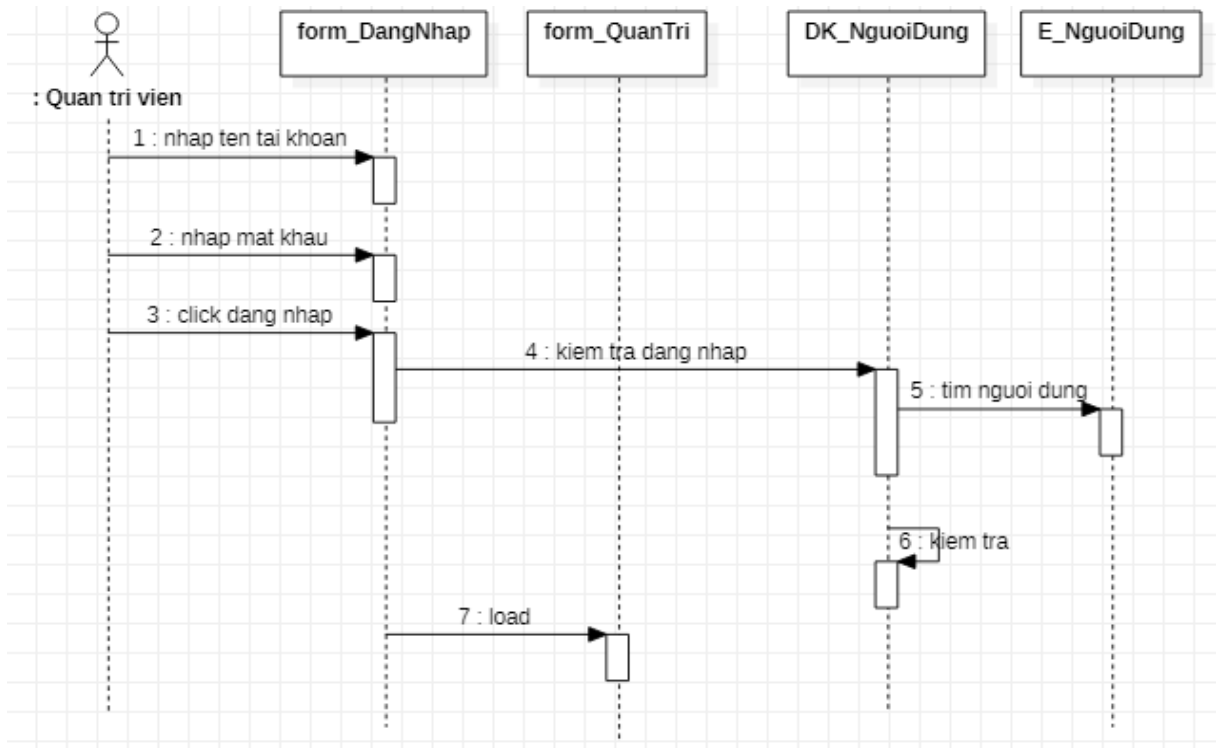 form_DangNhap
form_QuanTri
DK_NguoiDung
E_NguoiDung
: Quan tri vien
1 : nhap ten tai khoan
2 : nhap mat khau
3 : click dang nhap
4 : kiem tra dang nhap
5 : tim nguoi dung
6 : kiem tra
7 : load